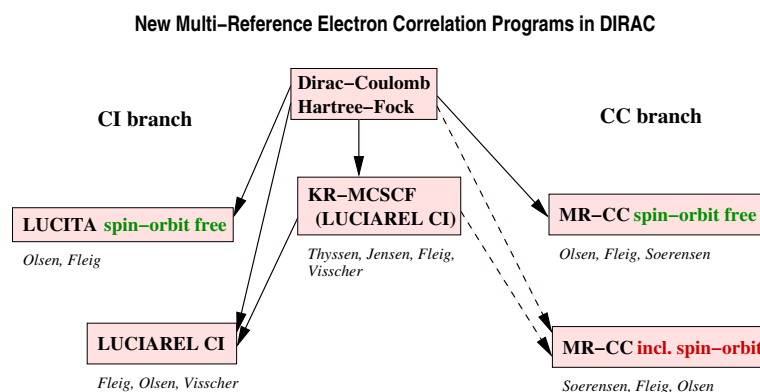 New Multi−Reference Electron Correlation Programs in DIRAC
Dirac−Coulomb
Hartree−Fock
CI branch
CC branch
KR−MCSCF
(LUCIAREL CI)
LUCITA spin−orbit free
MR−CC spin−orbit free
Olsen, Fleig
Thyssen, Jensen, Fleig,
Visscher
Olsen, Fleig, Soerensen
LUCIAREL CI
MR−CC incl. spin−orbit
Fleig, Olsen, Visscher
Soerensen, Fleig, Olsen